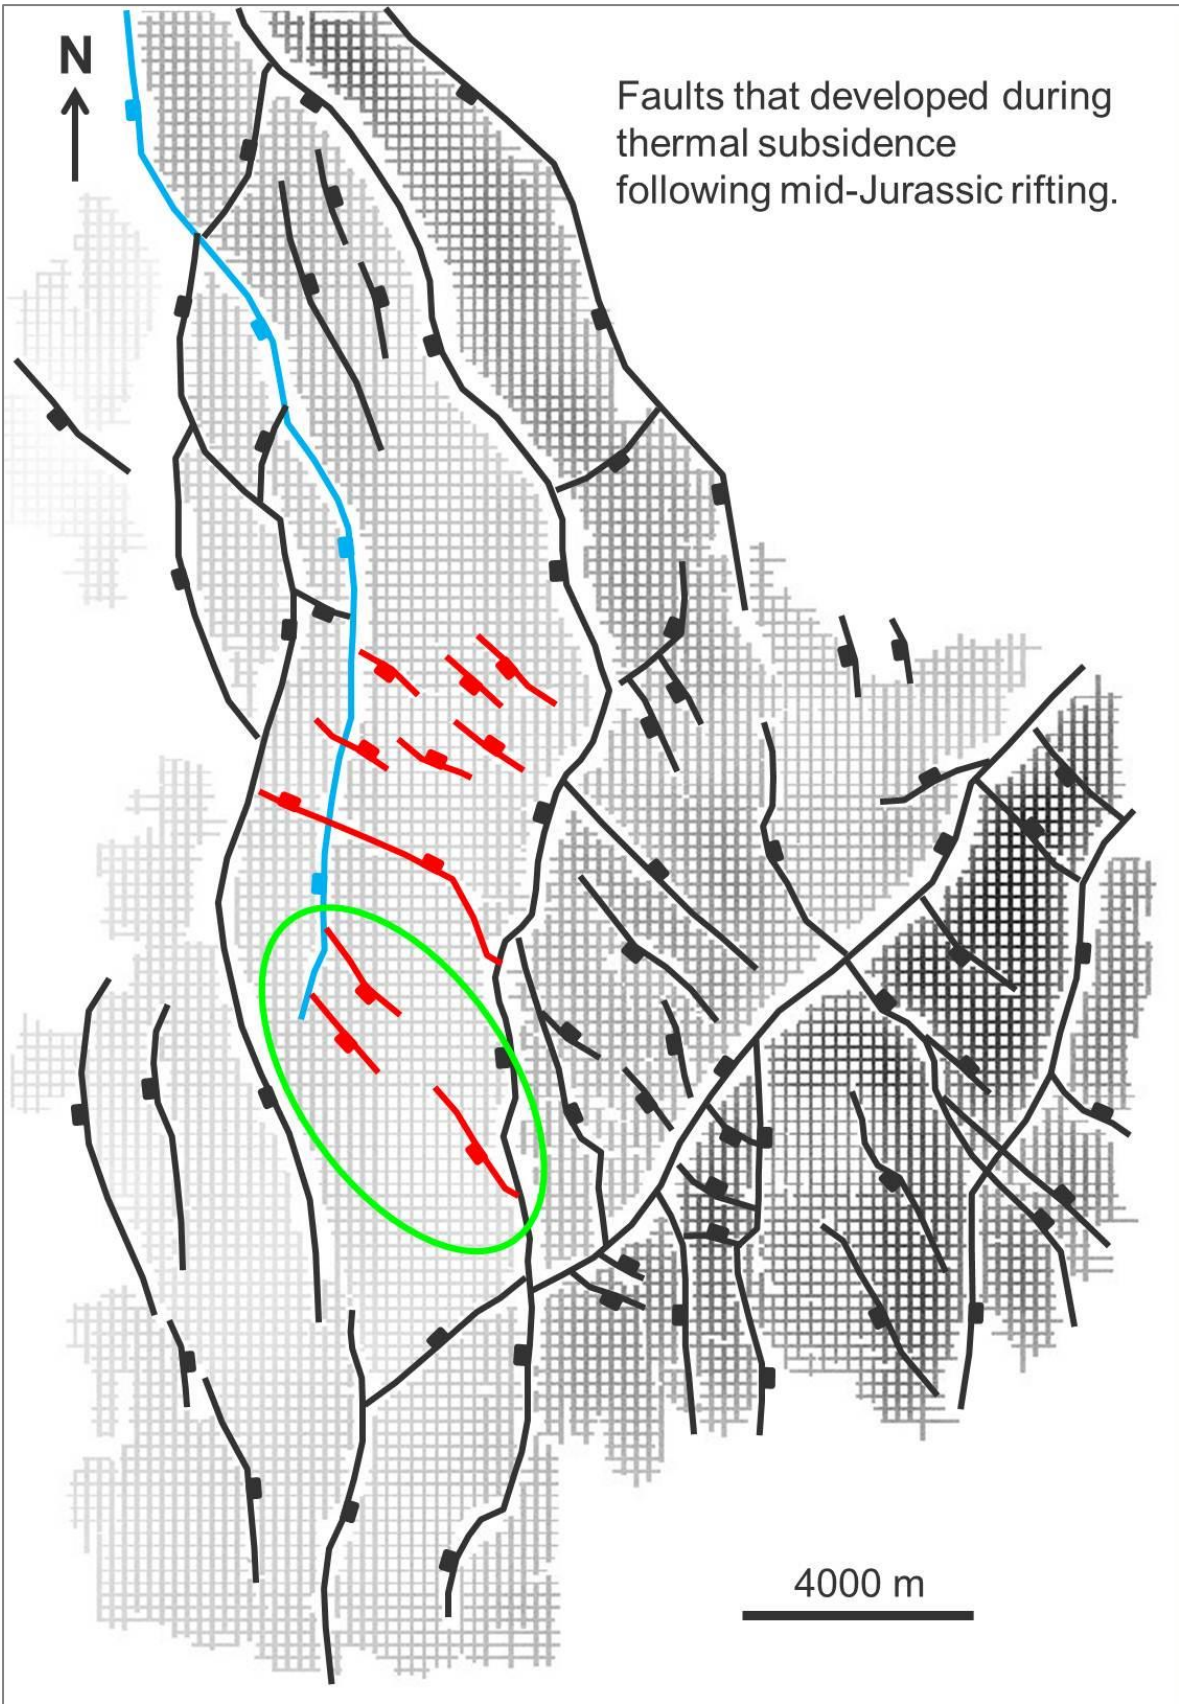 N
Faults that developed during
thermal subsidence
following mid-Jurassic rifting.
4000 m